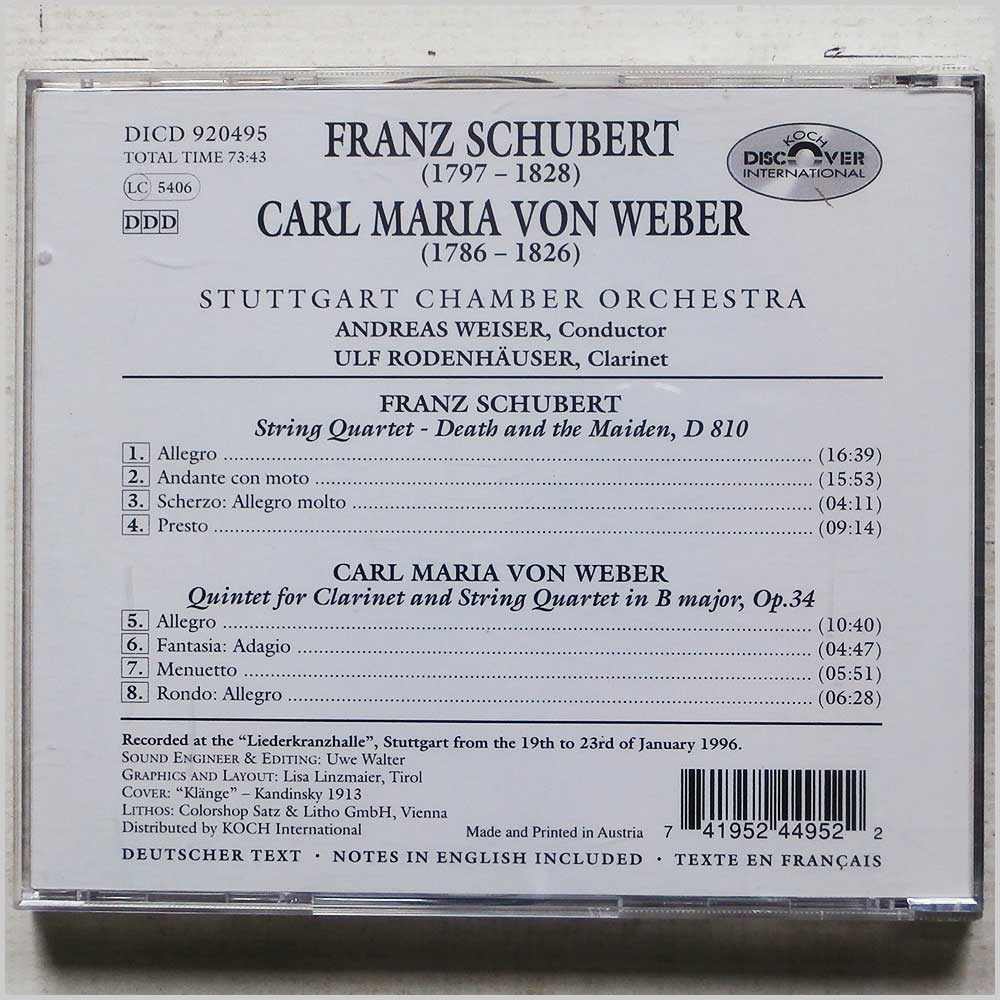 DICD 920495
TOTAL TIME 73:43
LC 5406
DDD
FRANZ SCHUBERT
(1797 – 1828)
CARL MARIA VON WEBER
(1786 – 1826)
KOCH
DISCOVER
INTERNATIONAL
STUTTGART CHAMBER ORCHESTRA
ANDREAS WEISER, Conductor
ULF RODENHÄUSER, Clarinet
FRANZ SCHUBERT
String Quartet - Death and the Maiden, D 810
1. Allegro (16:39)
2. Andante con moto (15:53)
3. Scherzo: Allegro molto (04:11)
4. Presto (09:14)
CARL MARIA VON WEBER
Quintet for Clarinet and String Quartet in B major, Op.34
5. Allegro (10:40)
6. Fantasia: Adagio (04:47)
7. Menuetto (05:51)
8. Rondo: Allegro (06:28)
Recorded at the “Liederkranzhalle”, Stuttgart from the 19th to 23rd of January 1996.
SOUND ENGINEER & EDITING: Uwe Walter
GRAPHICS AND LAYOUT: Lisa Linzmaier, Tirol
COVER: “Klänge” – Kandinsky 1913
LITHOS: Colorshop Satz & Litho GmbH, Vienna
Distributed by KOCH International
Made and Printed in Austria
7 41952 44952 2
DEUTSCHER TEXT · NOTES IN ENGLISH INCLUDED · TEXTE EN FRANÇAIS